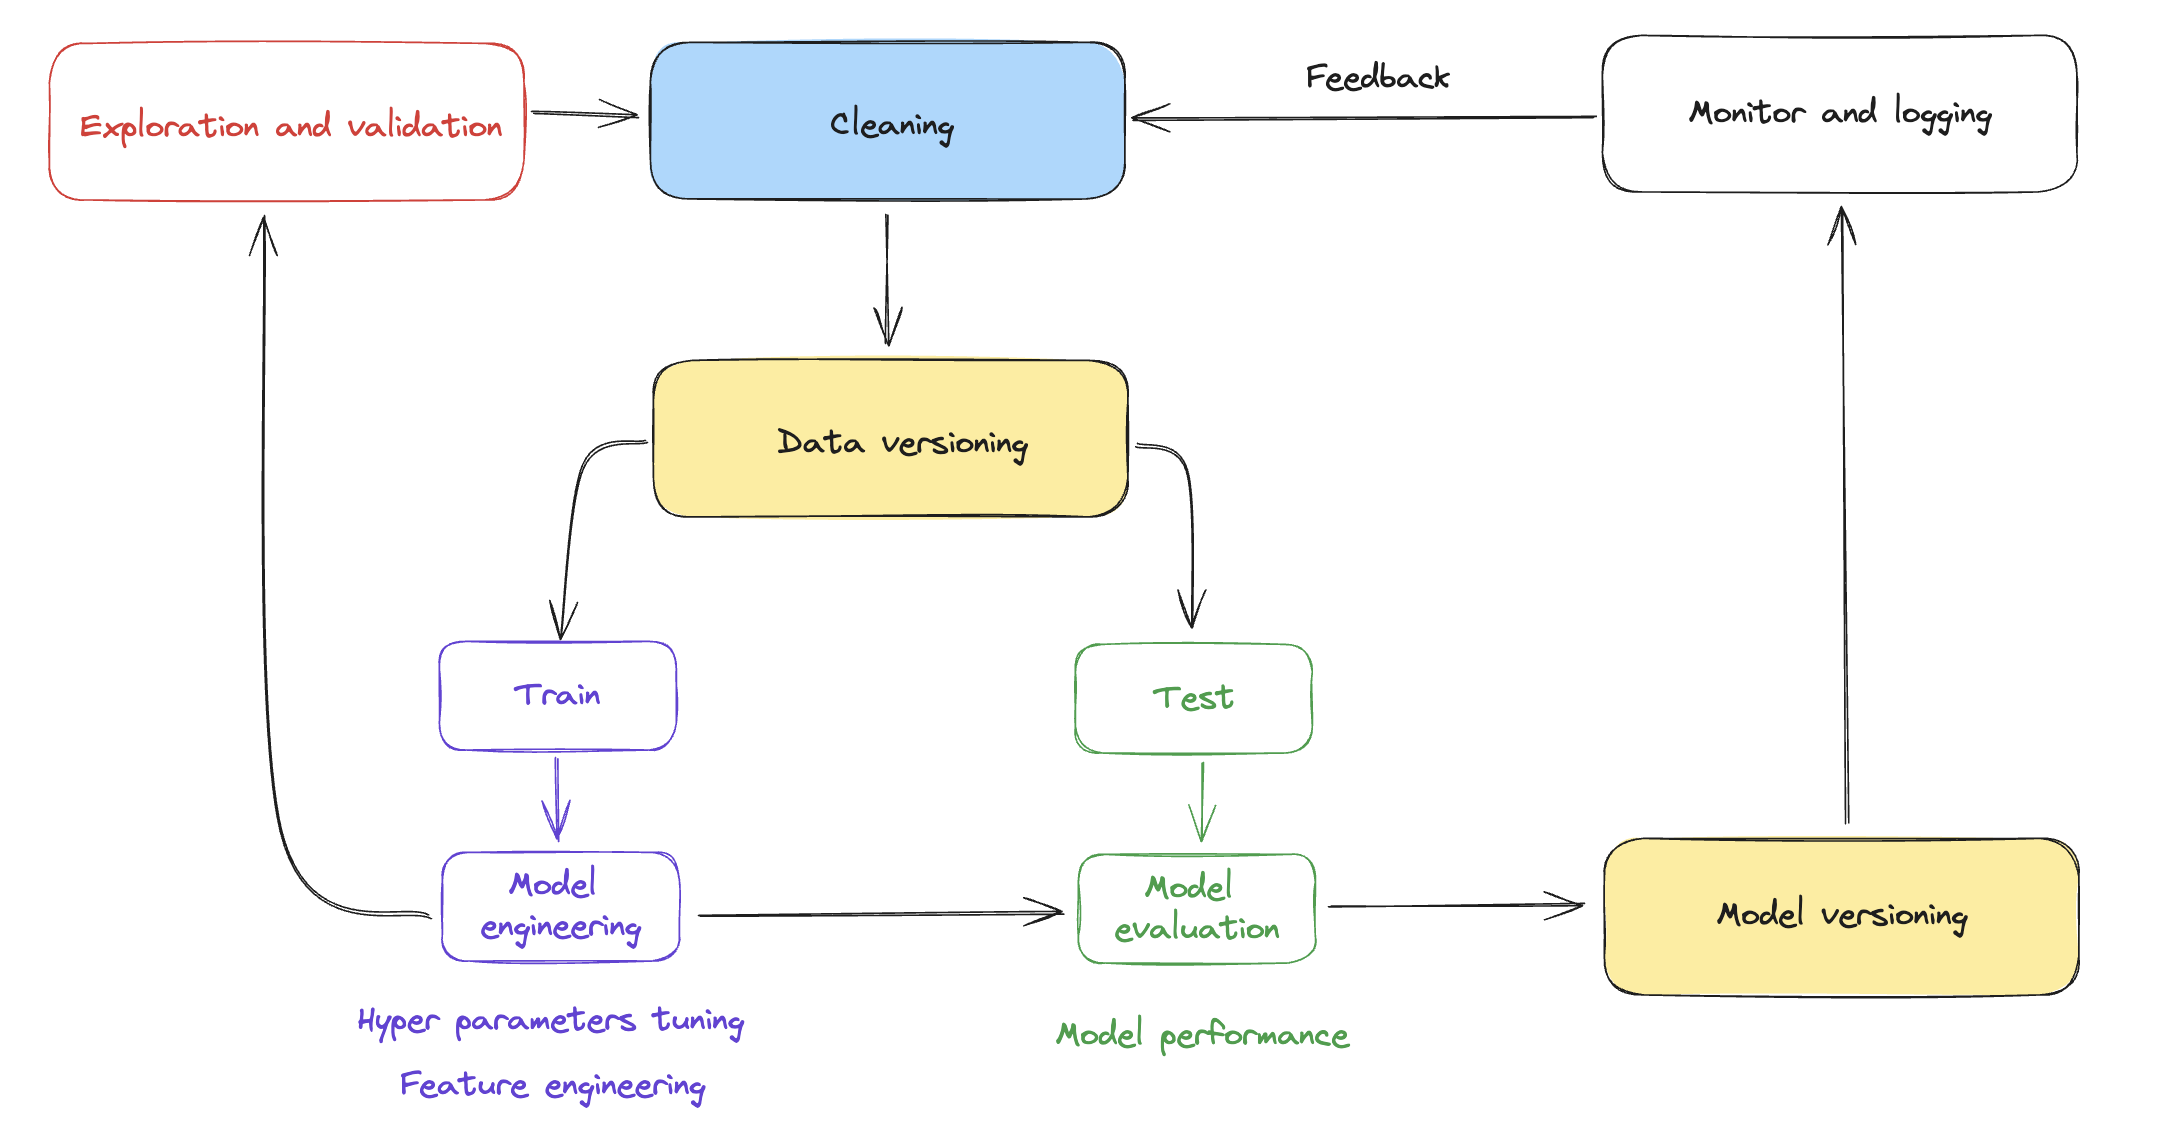 Exploration and validation
Cleaning
Feedback
Monitor and logging
Data versioning
Train
Test
Model
engineering
Model
evaluation
Model versioning
Hyper parameters tuning
Feature engineering
Model performance